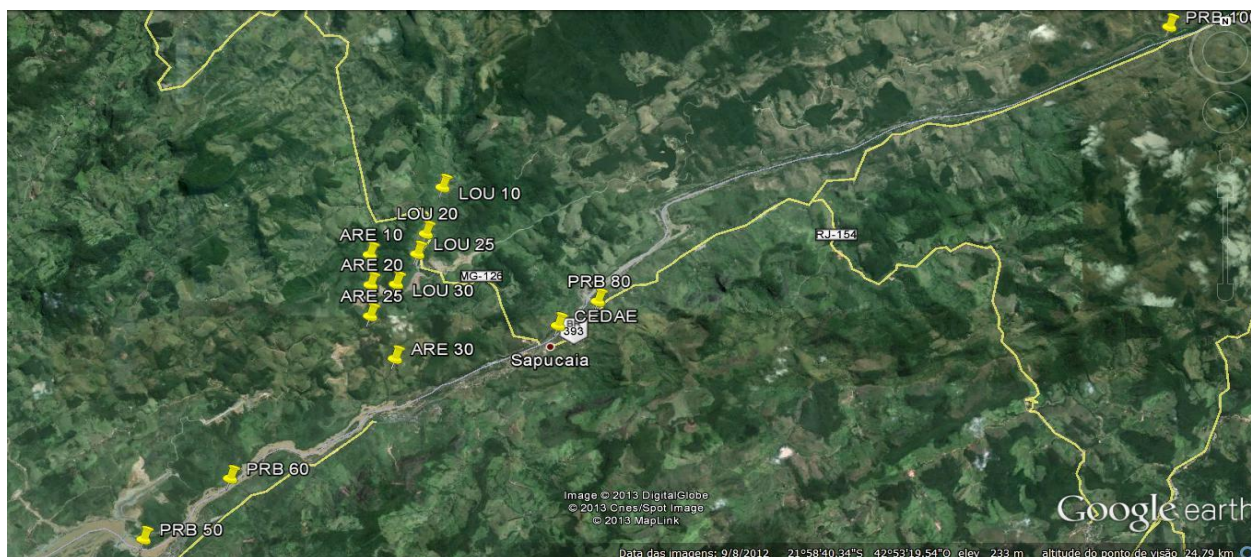 PRB 100
N
LOU 10
LOU 20
ARE 10
LOU 25
RJ-154
ARE 20
MG-126
PRB 80
LOU 30
ARE 25
CEDAE
BR
393
ARE 30
Sapucaia
PRB 60
Image © 2013 DigitalGlobe
© 2013 Cnes/Spot Image
© 2013 MapLink
Google earth
PRB 50
Data das imagens: 9/8/2012 21°58'40.34"S 42°53'19.54"O elev 233 m altitude do ponto de visão 24.79 km